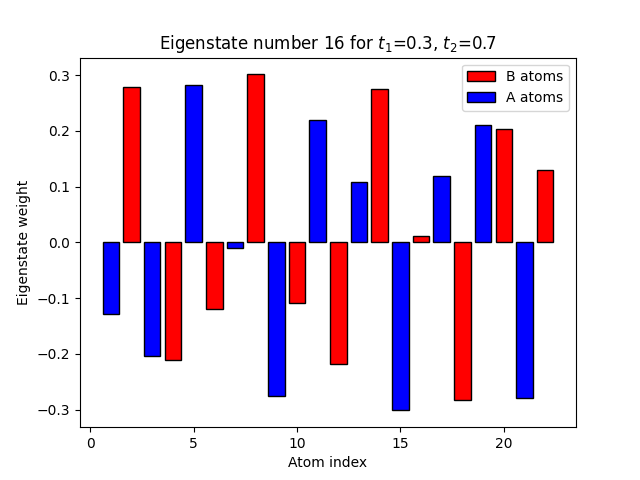 Eigenstate number 16 for t₁=0.3, t₂=0.7
B atoms
A atoms
Eigenstate weight
0.3
0.2
0.1
0.0
−0.1
−0.2
−0.3
0 5 10 15 20
Atom index